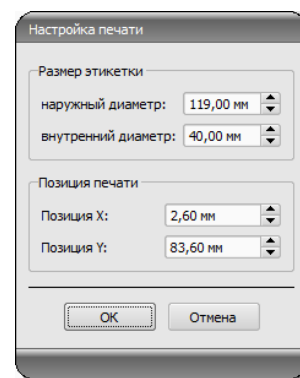 Настройка печати
Размер этикетки
наружный диаметр: 119,00 мм
внутренний диаметр: 40,00 мм
Позиция печати
Позиция X: 2,60 мм
Позиция Y: 83,60 мм
OK Отмена